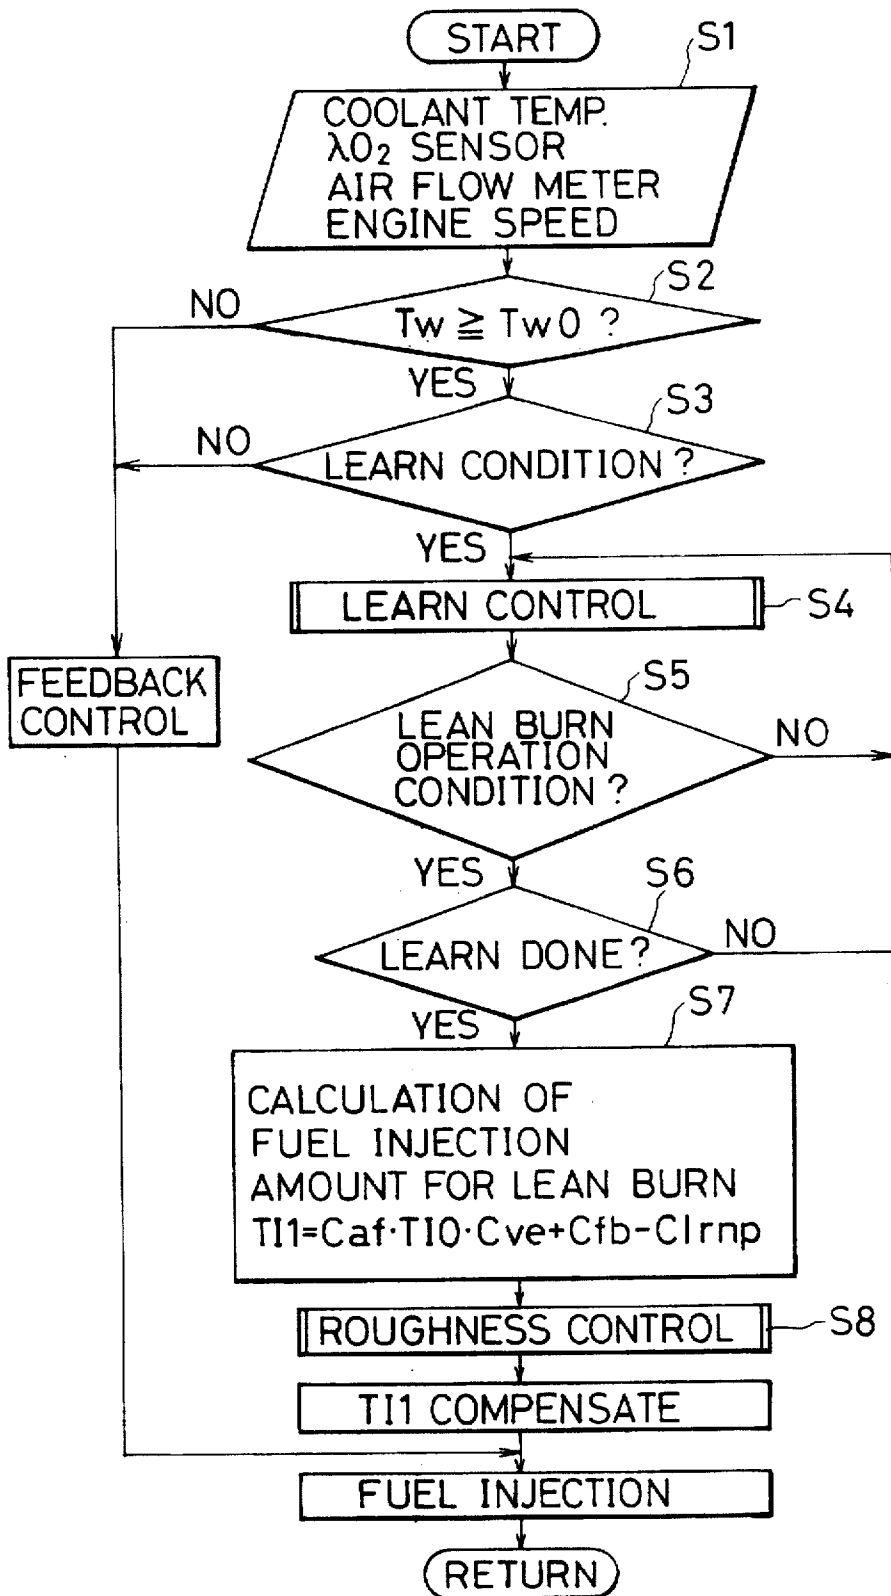 START
S1
COOLANT TEMP.
λO₂ SENSOR
AIR FLOW METER
ENGINE SPEED
S2
NO
Tw ≧ Tw0 ?
YES
S3
NO
LEARN CONDITION ?
YES
LEARN CONTROL
S4
FEEDBACK
CONTROL
S5
LEAN BURN
OPERATION
CONDITION ?
NO
YES
S6
LEARN DONE ?
NO
YES
S7
CALCULATION OF
FUEL INJECTION
AMOUNT FOR LEAN BURN
TI1=Caf·TI0·Cve+Cfb-Clrnp
ROUGHNESS CONTROL
S8
TI1 COMPENSATE
FUEL INJECTION
RETURN